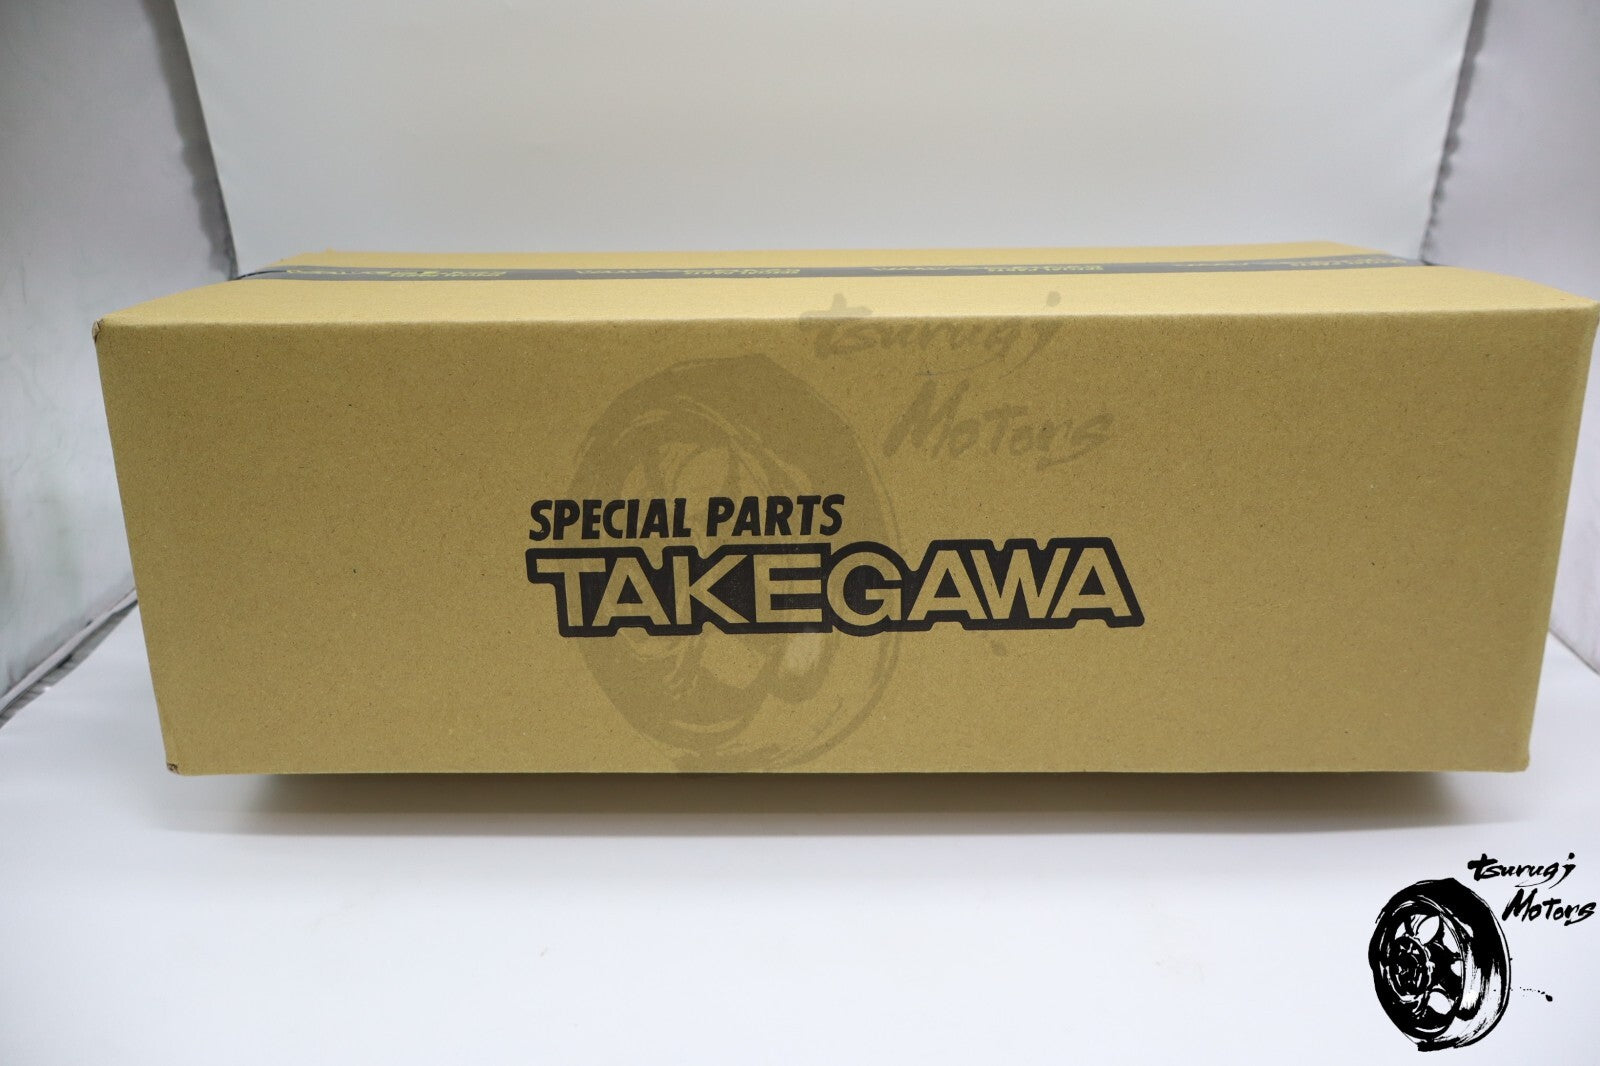 tsurugi
Motors
SPECIAL PARTS
TAKEGAWA
tsurugi
Motors